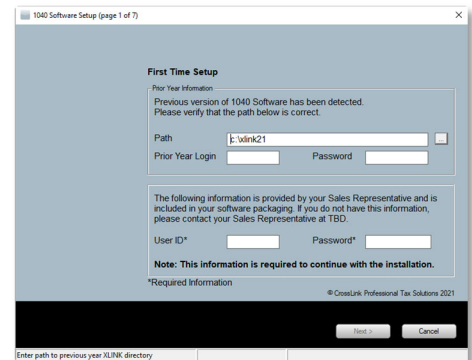 1040 Software Setup (page 1 of 7)
First Time Setup
Prior Year Information
Previous version of 1040 Software has been detected.
Please verify that the path below is correct.
Path c:\xlink21 ...
Prior Year Login Password
The following information is provided by your Sales Representative and is
included in your software packaging. If you do not have this information,
please contact your Sales Representative at TBD.
User ID* Password*
Note: This information is required to continue with the installation.
*Required Information
© CrossLink Professional Tax Solutions 2021
Next > Cancel
Enter path to previous year XLINK directory